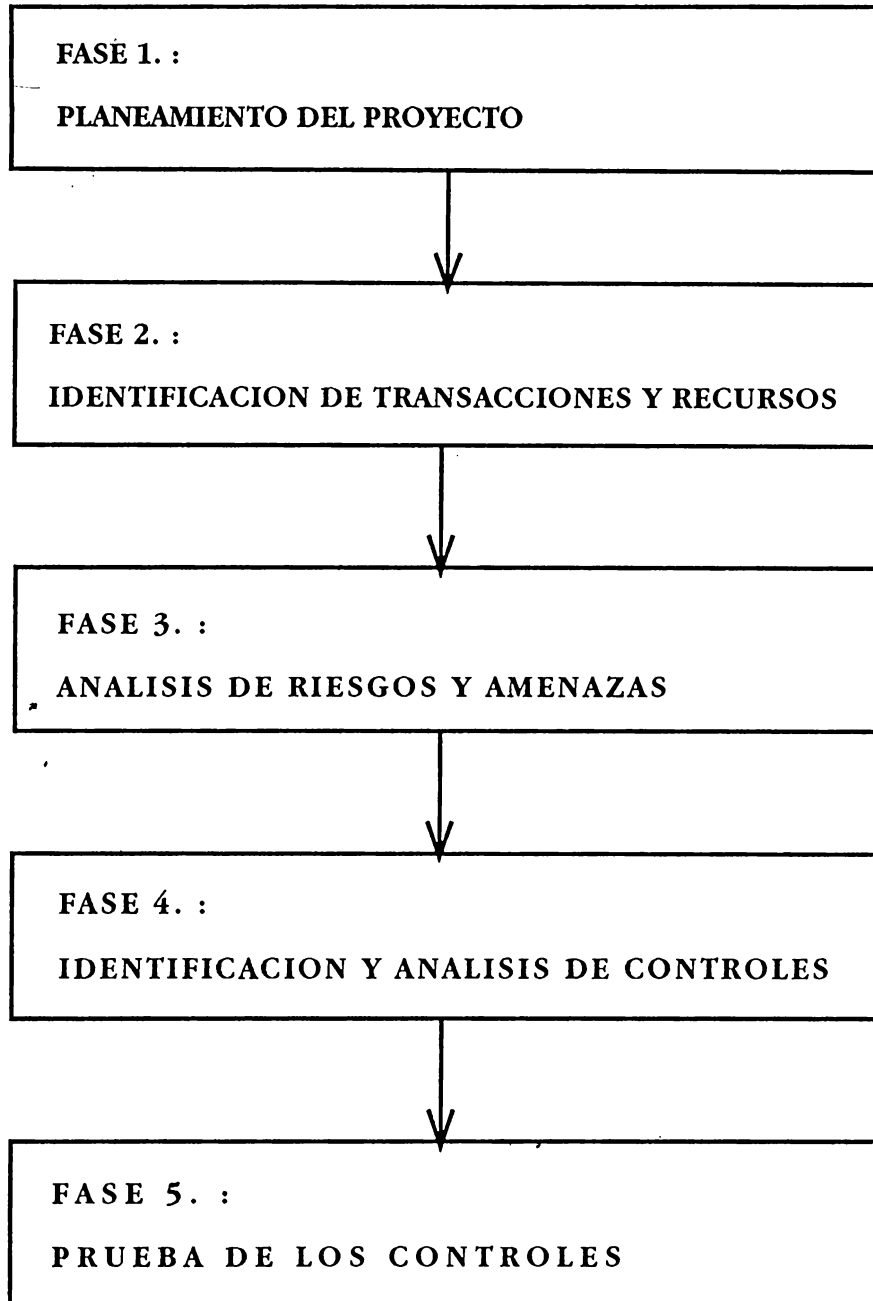 FASE 1. :
PLANEAMIENTO DEL PROYECTO
FASE 2. :
IDENTIFICACION DE TRANSACCIONES Y RECURSOS
FASE 3. :
ANALISIS DE RIESGOS Y AMENAZAS
FASE 4. :
IDENTIFICACION Y ANALISIS DE CONTROLES
FASE 5. :
PRUEBA DE LOS CONTROLES